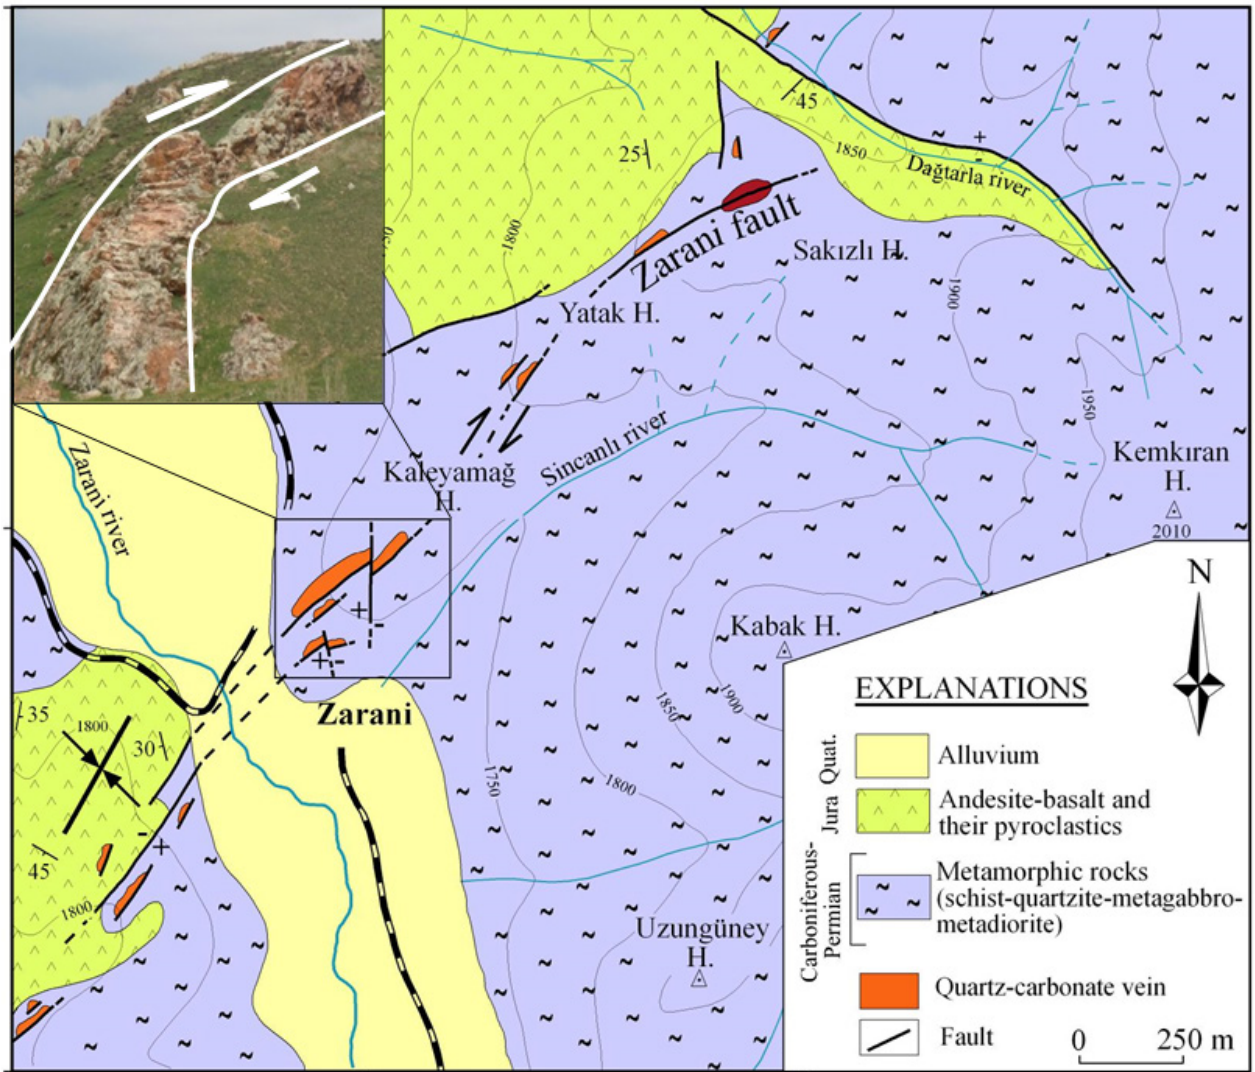 45
25
1850
+
-
Dağtarla river
1800
Zarani fault
Sakızlı H.
Yatak H.
1900
1950
Sincanlı river
Kaleyamağ
H.
Kemkıran
H.
2010
Zarani river
+
-
+
-
Kabak H.
N
Zarani
35
1800
30
1850
1900
1750
1800
45
-
+
1800
Uzungüney
H.
EXPLANATIONS
Quat.
Alluvium
Jura
Andesite-basalt and
their pyroclastics
Carboniferous-
Permian
Metamorphic rocks
(schist-quartzite-metagabbro-
metadiorite)
Quartz-carbonate vein
Fault
0 250 m